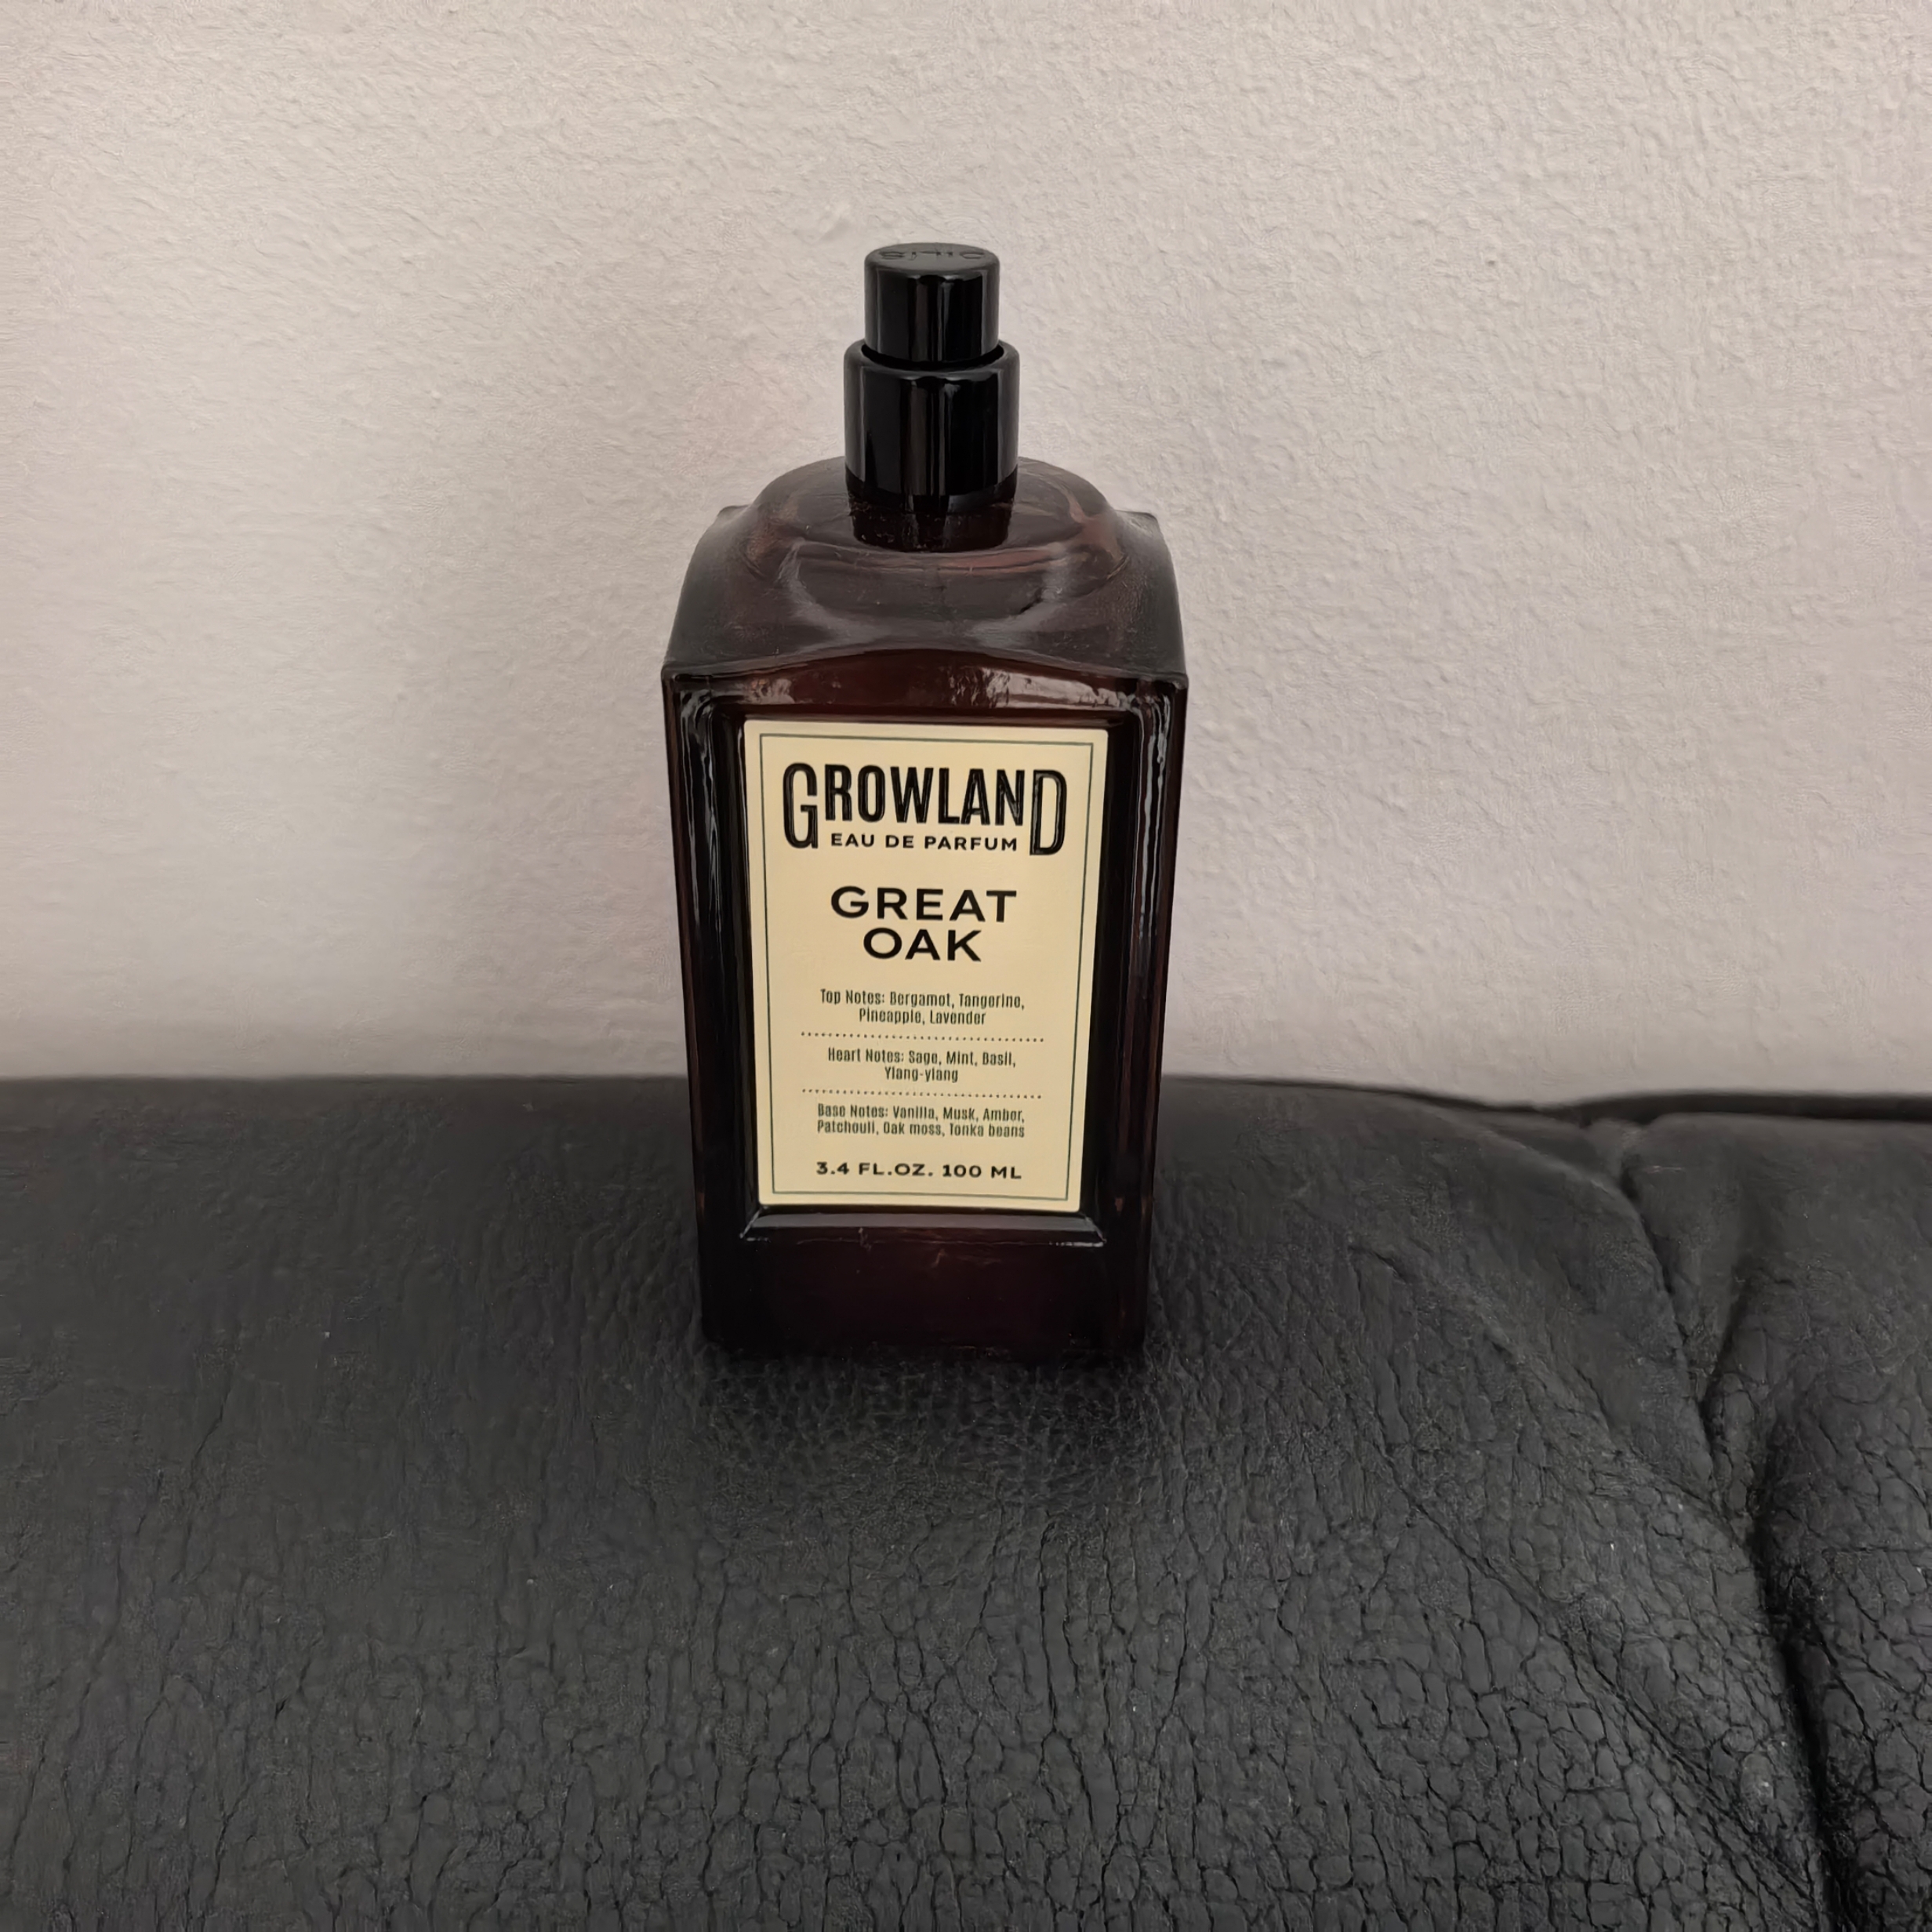 GROWLAND
EAU DE PARFUM
GREAT
OAK
Top Notes: Bergamot, Tangerine,
Pineapple, Lavender
Heart Notes: Sage, Mint, Basil,
Ylang-ylang
Base Notes: Vanilla, Musk, Amber,
Patchouli, Oak moss, Tonka beans
3.4 FL.OZ. 100 ML